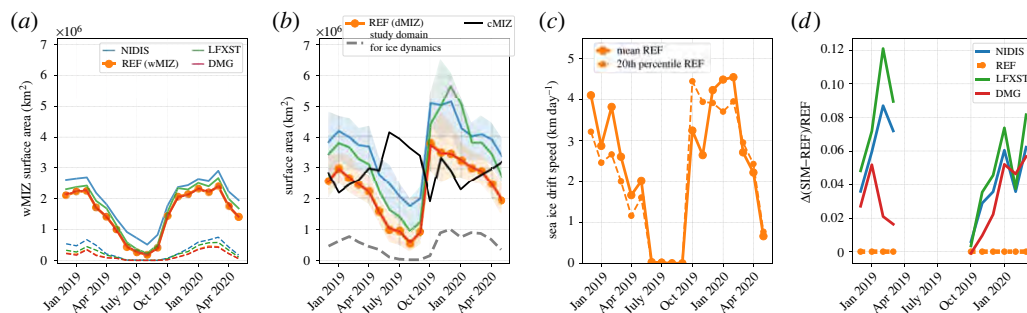 (a)
×10⁶
7
6
5
4
3
2
1
0
wMIZ surface area (km²)
NIDIS
REF (wMIZ)
LFXST
DMG
Jan 2019
Apr 2019
July 2019
Oct 2019
Jan 2020
Apr 2020
(b)
×10⁶
7
6
5
4
3
2
1
0
surface area (km²)
REF (dMIZ)
study domain
for ice dynamics
cMIZ
Jan 2019
Apr 2019
July 2019
Oct 2019
Jan 2020
Apr 2020
(c)
5
4
3
2
1
0
sea ice drift speed (km day⁻¹)
mean REF
20th percentile REF
Jan 2019
Apr 2019
July 2019
Oct 2019
Jan 2020
Apr 2020
(d)
0.12
0.10
0.08
0.06
0.04
0.02
0
Δ(SIM–REF)/REF
NIDIS
REF
LFXST
DMG
Jan 2019
Apr 2019
July 2019
Oct 2019
Jan 2020